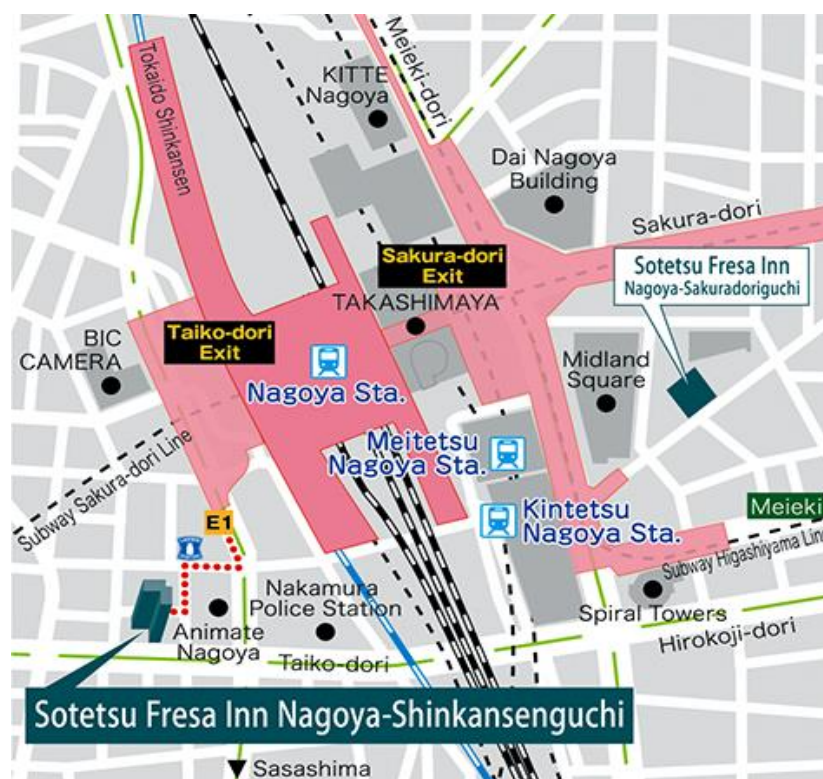 Tokaido Shinkansen
KITTE
Nagoya
Meieki-dori
Dai Nagoya
Building
Sakura-dori
Sakura-dori
Exit
Sotetsu Fresa Inn
Nagoya-Sakuradoriguchi
TAKASHIMAYA
Taiko-dori
Exit
BIC
CAMERA
Nagoya Sta.
Midland
Square
Meitetsu
Nagoya Sta.
Subway Sakura-dori Line
Kintetsu
Nagoya Sta.
Meieki
E1
Subway Higashiyama Line
Nakamura
Police Station
Spiral Towers
Animate
Nagoya
Taiko-dori
Hirokoji-dori
Sotetsu Fresa Inn Nagoya-Shinkansenguchi
Sasashima